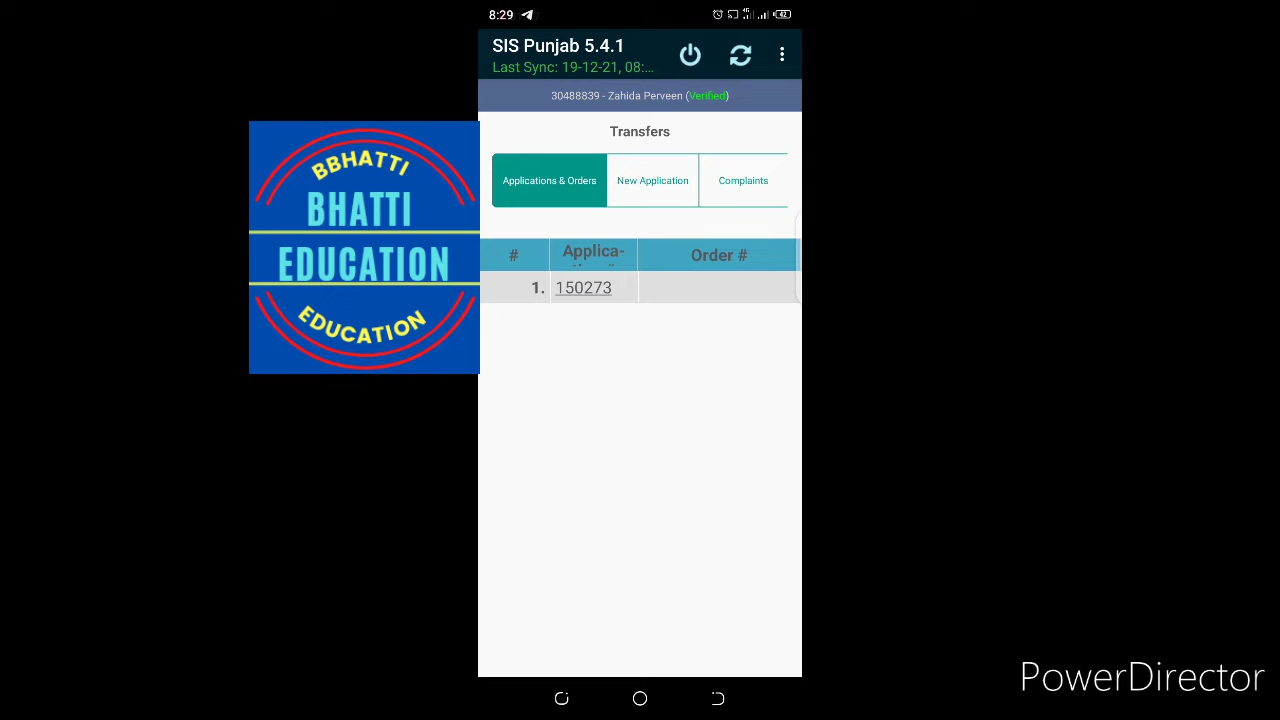 8:29
42
SIS Punjab 5.4.1
Last Sync: 19-12-21, 08:...
30488839 - Zahida Perveen (Verified)
Transfers
Applications & Orders
New Application
Complaints
BBHATTI
BHATTI
EDUCATION
EDUCATION
# Applica- Order #
1. 150273
PowerDirector